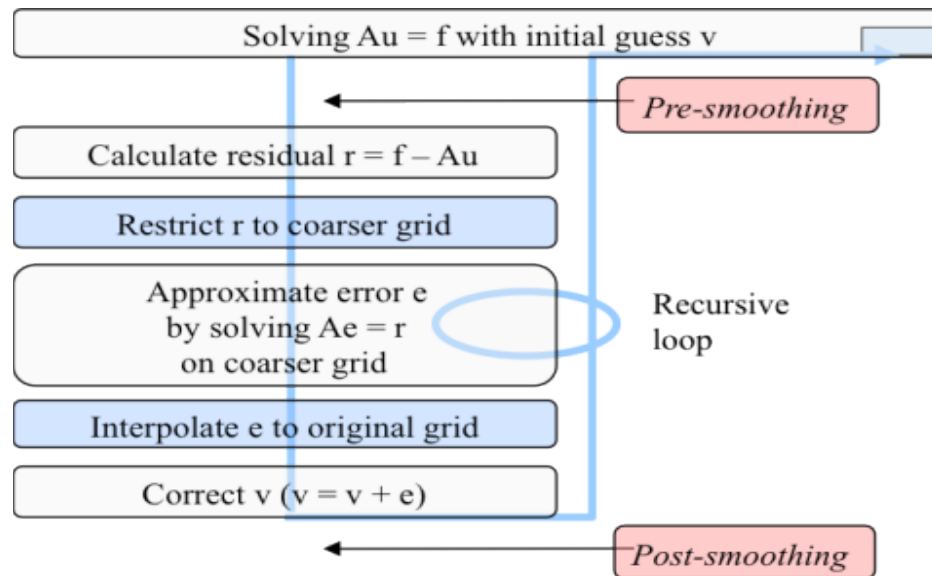 Solving Au = f with initial guess v
Pre-smoothing
Calculate residual r = f – Au
Restrict r to coarser grid
Approximate error e
by solving Ae = r
on coarser grid
Recursive
loop
Interpolate e to original grid
Correct v (v = v + e)
Post-smoothing